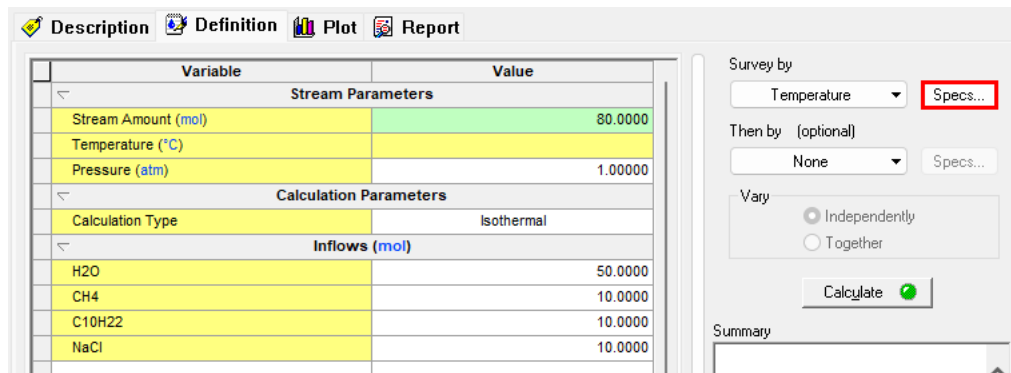 Description Definition Plot Report
Variable Value
Stream Parameters
Stream Amount (mol) 80.0000
Temperature (°C)
Pressure (atm) 1.00000
Calculation Parameters
Calculation Type Isothermal
Inflows (mol)
H2O 50.0000
CH4 10.0000
C10H22 10.0000
NaCl 10.0000
Survey by
Temperature Specs...
Then by (optional)
None Specs...
Vary
Independently
Together
Calculate
Summary